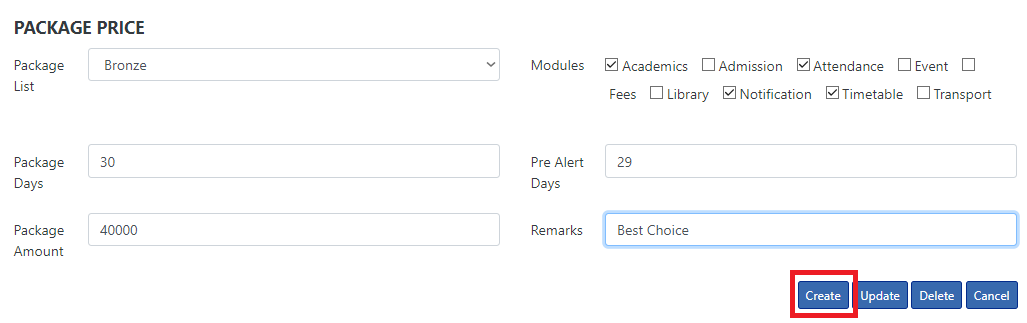 PACKAGE PRICE
Package List
Bronze
Modules
Academics Admission Attendance Event
Fees Library Notification Timetable Transport
Package Days
30
Pre Alert Days
29
Package Amount
40000
Remarks
Best Choice
Create Update Delete Cancel